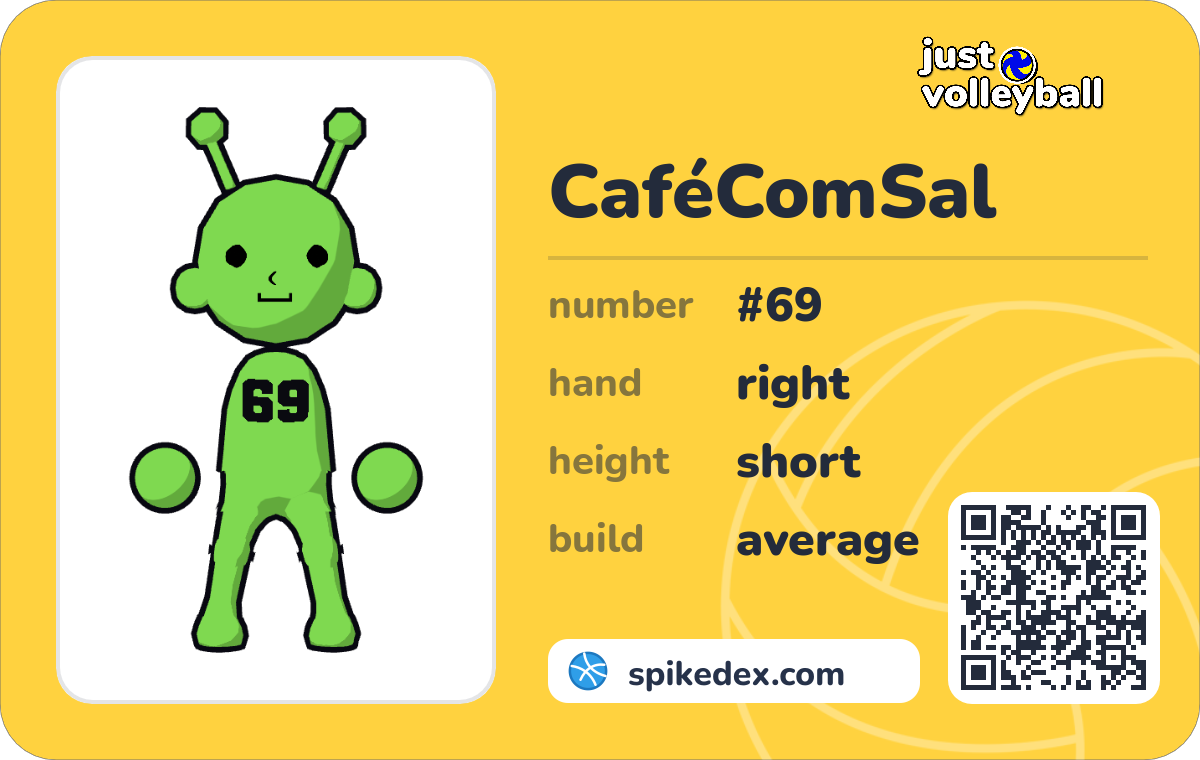 just
volleyball
CaféComSal
number #69
hand right
height short
build average
69
spikedex.com